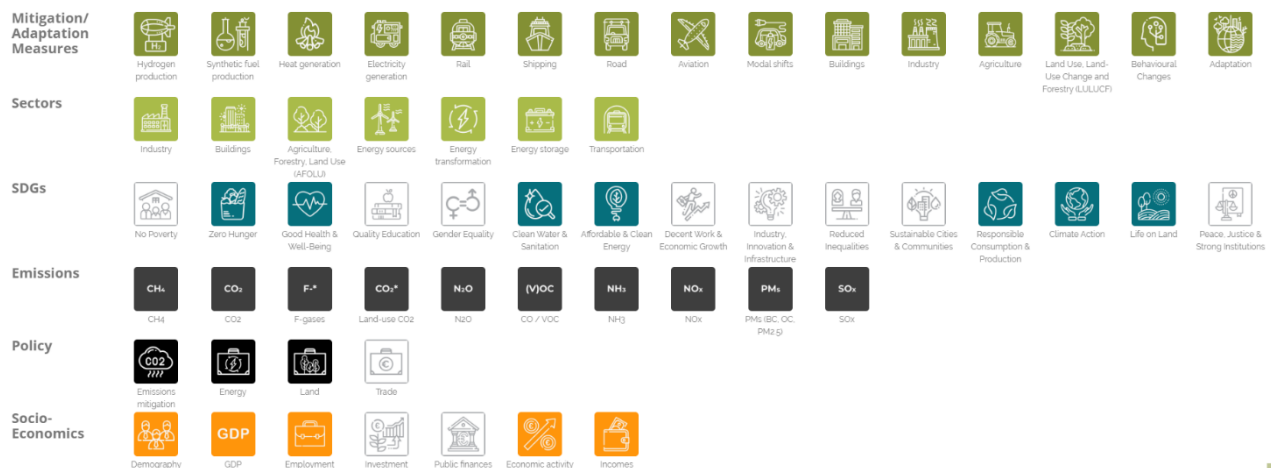 Mitigation/
Adaptation
Measures
H₂
Hydrogen
production
Synthetic fuel
production
Heat generation
Electricity
generation
Rail
Shipping
Road
Aviation
Modal shifts
Buildings
Industry
Agriculture
Land Use, Land-
Use Change and
Forestry (LULUCF)
Behavioural
Changes
Adaptation
Sectors
Industry
Buildings
Agriculture,
Forestry, Land Use
(AFOLU)
Energy sources
Energy
transformation
Energy storage
Transportation
SDGs
No Poverty
Zero Hunger
Good Health &
Well-Being
Quality Education
Gender Equality
Clean Water &
Sanitation
Affordable & Clean
Energy
Decent Work &
Economic Growth
Industry,
Innovation &
Infrastructure
Reduced
Inequalities
Sustainable Cities
& Communities
Responsible
Consumption &
Production
Climate Action
Life on Land
Peace, Justice &
Strong Institutions
Emissions
CH₄
CO₂
F-*
CO₂*
N₂O
(V)OC
NH₃
NOx
PMs
SOx
CH4
CO2
F-gases
Land-use CO2
N2O
CO / VOC
NH3
NOx
PMs (BC, OC,
PM2.5)
SOx
Policy
CO2
Emissions
mitigation
Energy
Land
Trade
Socio-
Economics
GDP
Demography
GDP
Employment
Investment
Public finances
Economic activity
Incomes